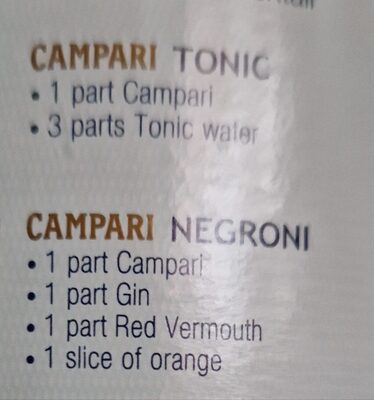 CAMPARI TONIC
• 1 part Campari
• 3 parts Tonic water
CAMPARI NEGRONI
• 1 part Campari
• 1 part Gin
• 1 part Red Vermouth
• 1 slice of orange